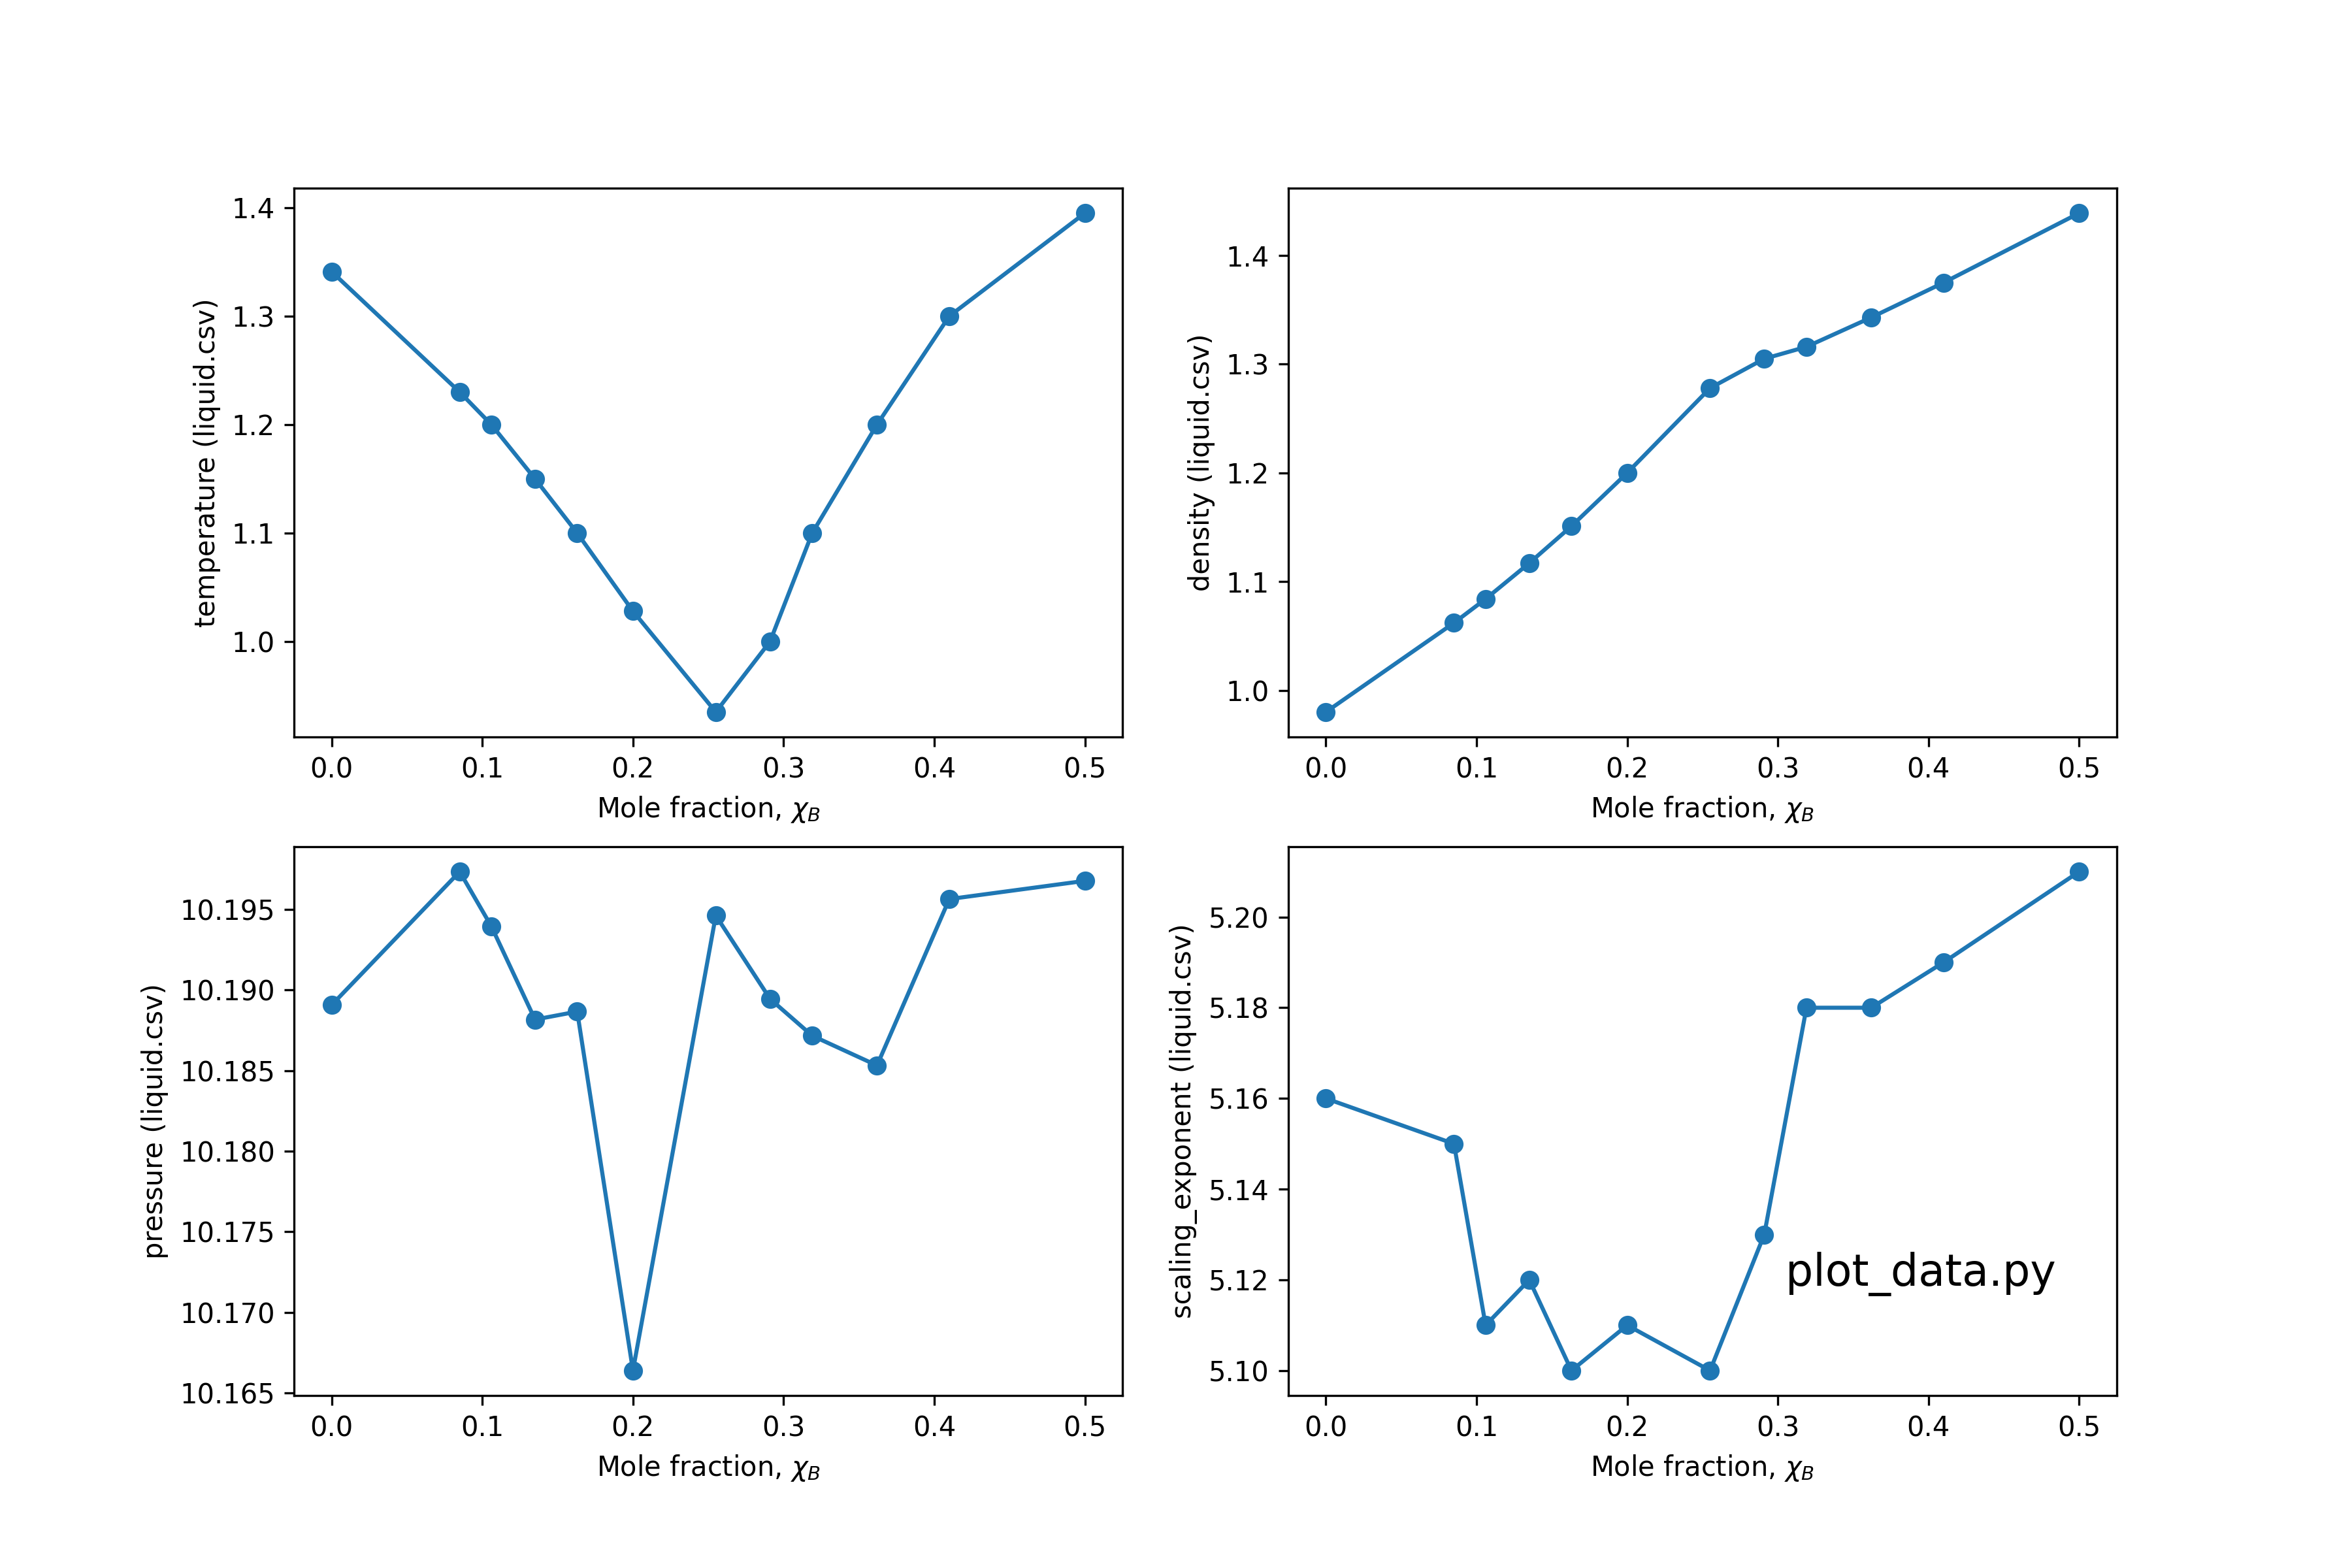 temperature (liquid.csv)
1.4
1.3
1.2
1.1
1.0
0.0 0.1 0.2 0.3 0.4 0.5
Mole fraction, χB
density (liquid.csv)
1.4
1.3
1.2
1.1
1.0
0.0 0.1 0.2 0.3 0.4 0.5
Mole fraction, χB
pressure (liquid.csv)
10.195
10.190
10.185
10.180
10.175
10.170
10.165
0.0 0.1 0.2 0.3 0.4 0.5
Mole fraction, χB
scaling_exponent (liquid.csv)
5.20
5.18
5.16
5.14
5.12
5.10
plot_data.py
0.0 0.1 0.2 0.3 0.4 0.5
Mole fraction, χB